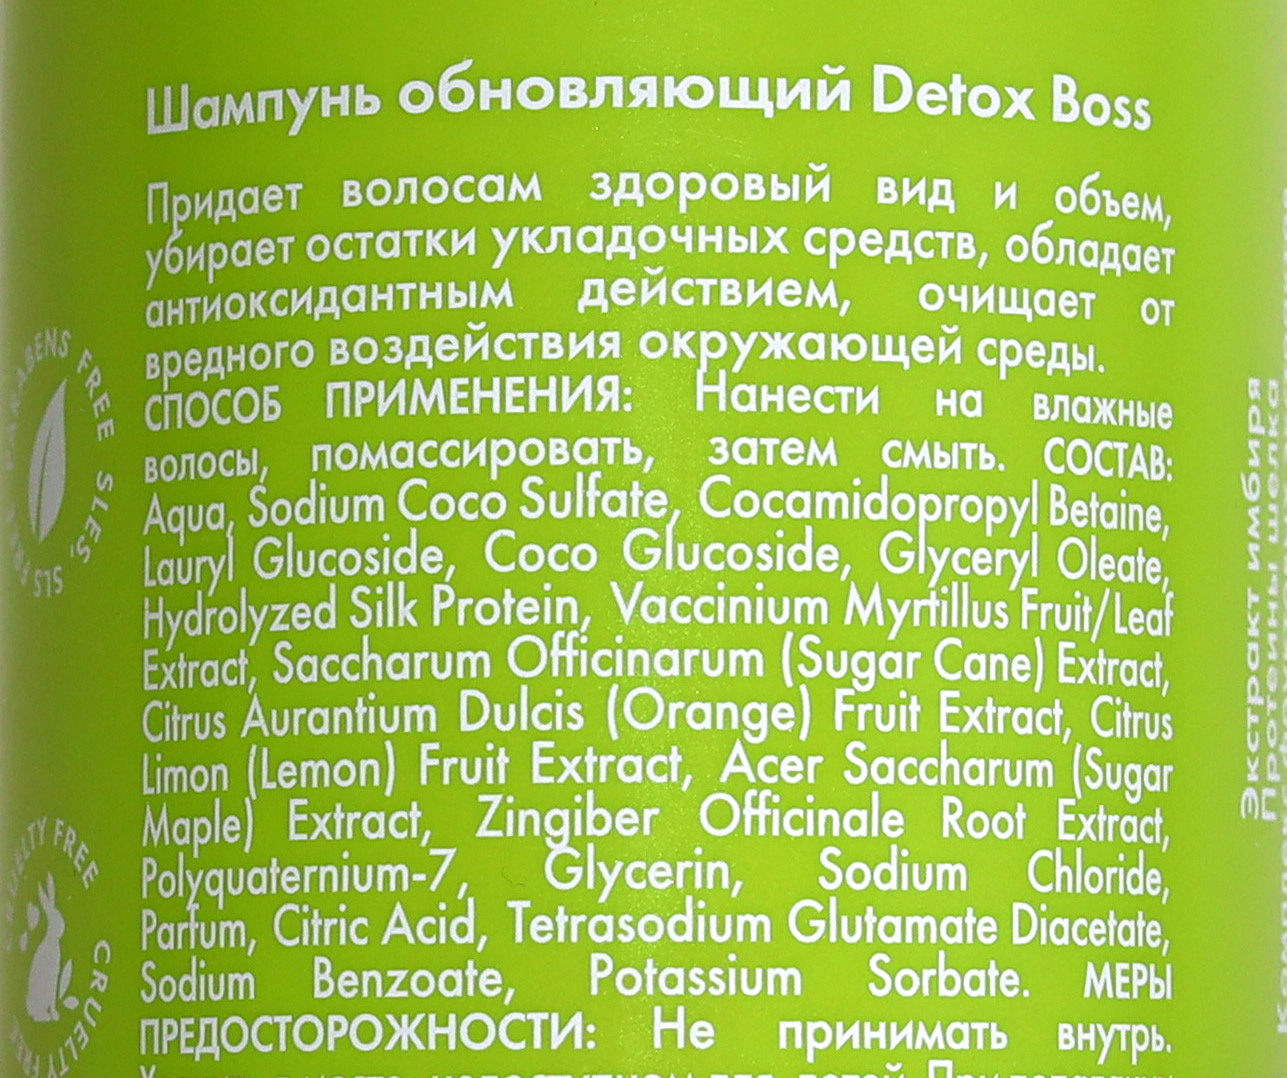 Шампунь обновляющий Detox Boss
Придает волосам здоровый вид и объем,
убирает остатки укладочных средств, обладает
антиоксидантным действием, очищает от
вредного воздействия окружающей среды.
СПОСОБ ПРИМЕНЕНИЯ: Нанести на влажные
волосы, помассировать, затем смыть. СОСТАВ:
Aqua, Sodium Coco Sulfate, Cocamidopropyl Betaine,
Lauryl Glucoside, Coco Glucoside, Glyceryl Oleate,
Hydrolyzed Silk Protein, Vaccinium Myrtillus Fruit/Leaf
Extract, Saccharum Officinarum (Sugar Cane) Extract,
Citrus Aurantium Dulcis (Orange) Fruit Extract, Citrus
Limon (Lemon) Fruit Extract, Acer Saccharum (Sugar
Maple) Extract, Zingiber Officinale Root Extract,
Polyquaternium-7, Glycerin, Sodium Chloride,
Parfum, Citric Acid, Tetrasodium Glutamate Diacetate,
Sodium Benzoate, Potassium Sorbate. МЕРЫ
ПРЕДОСТОРОЖНОСТИ: Не принимать внутрь.
FREE SLES, SLS
FREE CRUELTY
Экстракт имбиря
Протеины шелка